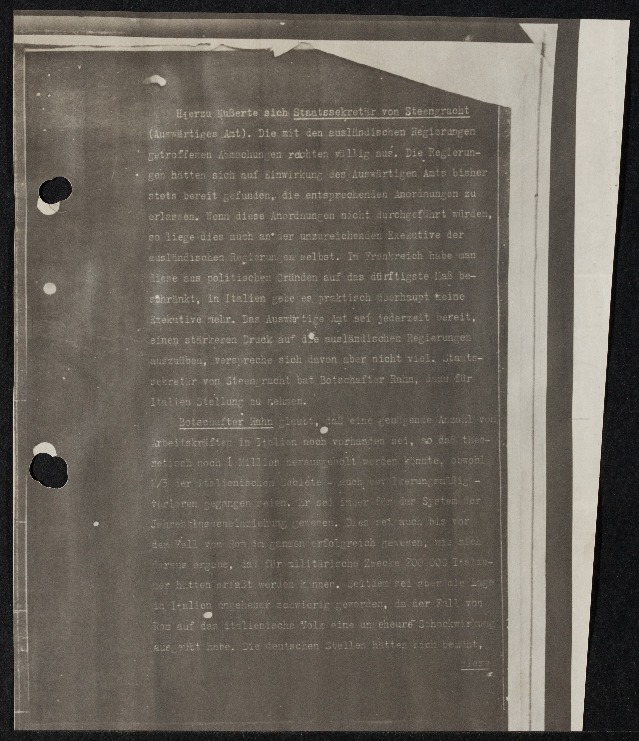 Hierzu äußerte sich Staatssekretär von Steengracht
(Auswärtiges Amt). Die mit den ausländischen Regierungen
getroffenen Abmachungen reichten völlig aus. Die Regierun-
gen hätten sich auf Einwirkung des Auswärtigen Amts bisher
stets bereit gefunden, die entsprechenden Anordnungen zu
erlassen. Wenn diese Anordnungen nicht durchgeführt würden,
so liege dies auch an der unzureichenden Exekutive der
ausländischen Regierungen selbst. In Frankreich habe man
diese aus politischen Gründen auf das dürftigste Maß be-
schränkt, in Italien gebe es praktisch überhaupt keine
Exekutive mehr. Das Auswärtige Amt sei jederzeit bereit,
einen stärkeren Druck auf die ausländischen Regierungen
auszuüben, verspreche sich davon aber nicht viel. Staats-
sekretär von Steengracht bat Botschafter Rahn, dazu für
Italien Stellung zu nehmen.
Botschafter Rahn glaubt, daß eine genügende Anzahl von
Arbeitskräften in Italien noch vorhanden sei, so daß theo-
retisch noch 1 Million herausgeholt werden könnte, obwohl
1/3 der italienischen Gebiete - auch bevölkerungsmäßig -
verloren gegangen seien. Er sei immer für das System der
Jahrgangseinziehung gewesen. Dies sei auch bis vor
dem Fall von Rom im ganzen erfolgreich gewesen, was sich
daraus ergebe, daß für militärische Zwecke 200 000 Italie-
ner hätten erfaßt werden können. Seitdem sei aber die Lage
in Italien ungeheuer schwierig geworden, da der Fall von
Rom auf das italienische Volk eine ungeheure Schockwirkung
ausgeübt habe. Die deutschen Stellen hätten sich bemüht,